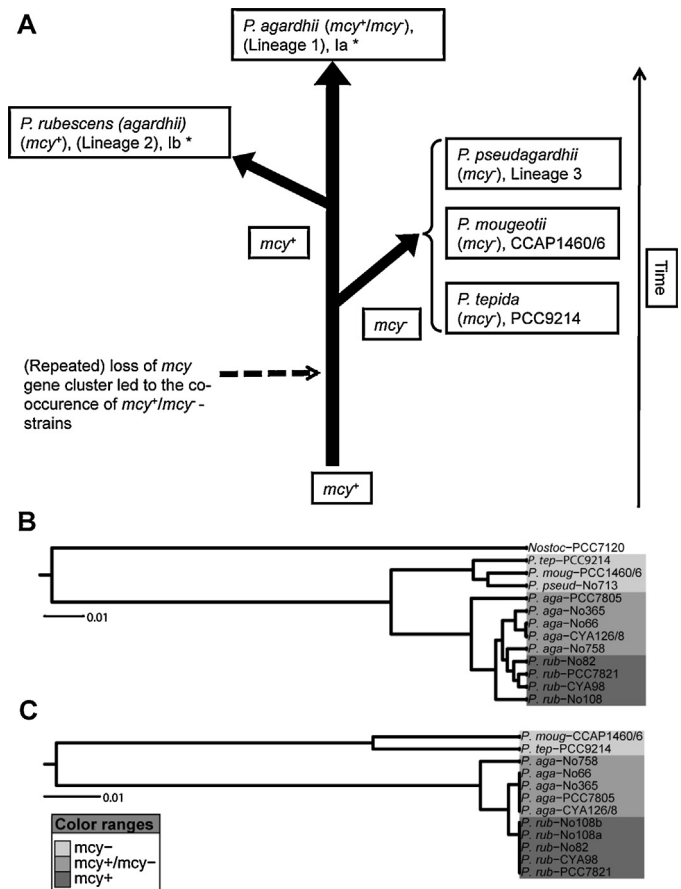 A
P. agardhii (mcy+/mcy-),
(Lineage 1), Ia *
P. rubescens (agardhii)
(mcy+), (Lineage 2), Ib *
P. pseudagardhii
(mcy-), Lineage 3
mcy+
P. mougeotii
(mcy-), CCAP1460/6
Time
P. tepida
(mcy-), PCC9214
mcy-
(Repeated) loss of mcy
gene cluster led to the co-
occurence of mcy+/mcy- -
strains
mcy+
B
Nostoc-PCC7120
P. tep-PCC9214
P. moug-PCC1460/6
P. pseud-No713
P. aga-PCC7805
P. aga-No365
P. aga-No66
P. aga-CYA126/8
P. aga-No758
P. rub-No82
P. rub-PCC7821
P. rub-CYA98
P. rub-No108
0.01
C
P. moug-CCAP1460/6
P. tep-PCC9214
P. aga-No758
P. aga-No66
P. aga-No365
P. aga-PCC7805
P. aga-CYA126/8
P. rub-No108b
P. rub-No108a
P. rub-No82
P. rub-CYA98
P. rub-PCC7821
0.01
Color ranges
mcy-
mcy+/mcy-
mcy+